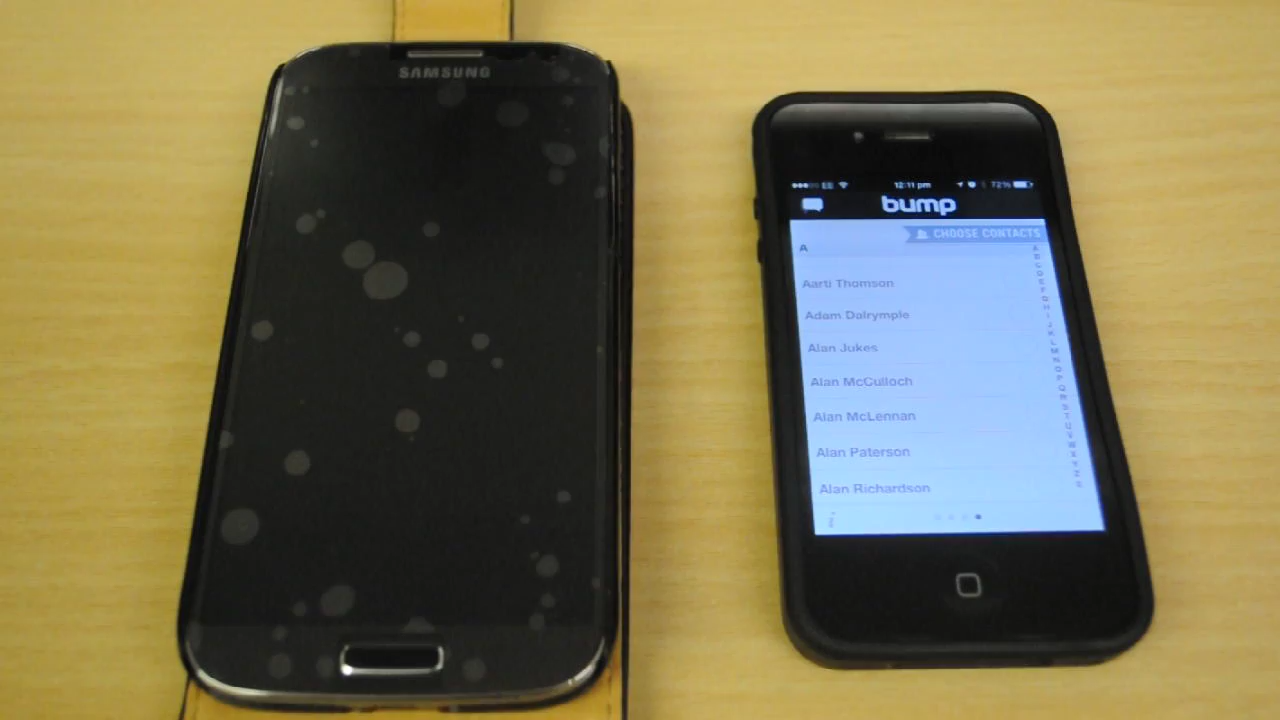 SAMSUNG
EE 12:11 pm 72%
bump
CHOOSE CONTACTS
A
Aarti Thomson
Adam Dalrymple
Alan Jukes
Alan McCulloch
Alan McLennan
Alan Paterson
Alan Richardson
A
B
C
D
E
F
G
H
I
J
K
L
M
N
O
P
Q
R
S
T
U
V
W
X
Y
Z
#